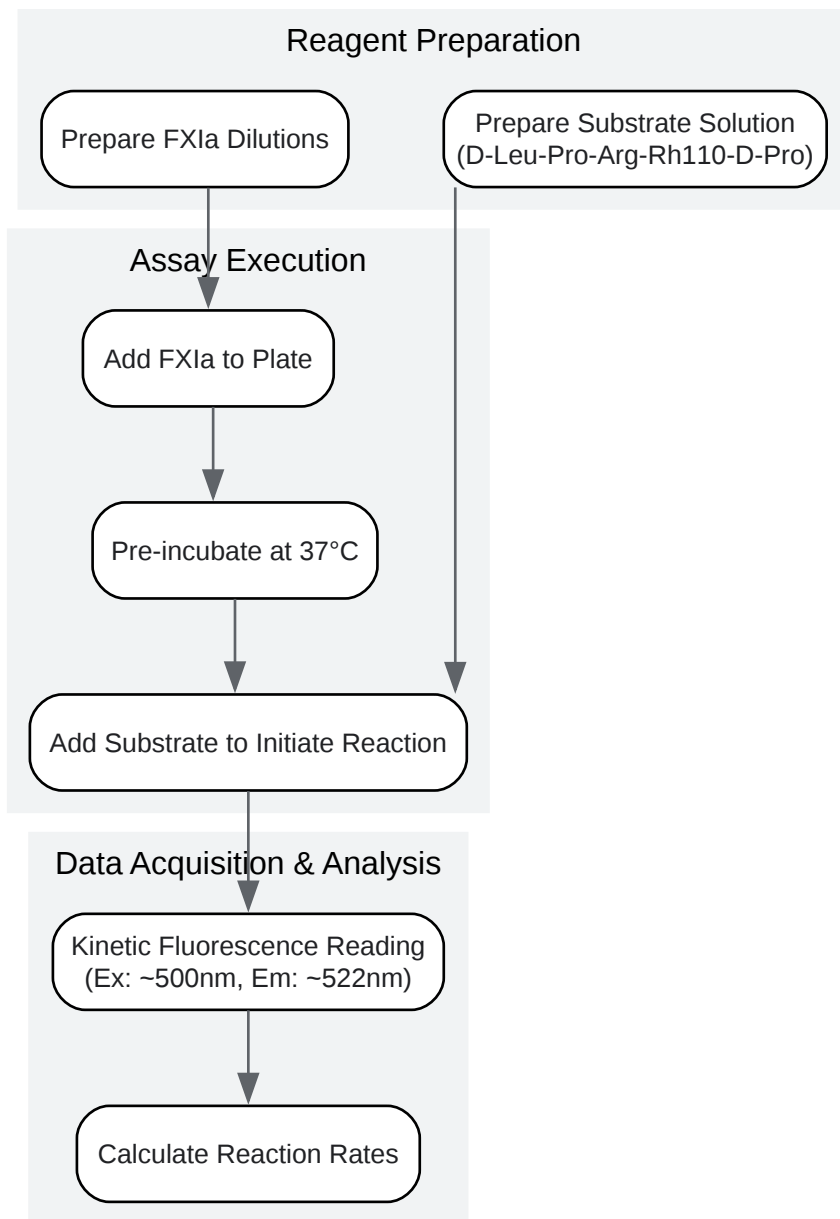 Reagent Preparation
Prepare FXIa Dilutions
Prepare Substrate Solution
(D-Leu-Pro-Arg-Rh110-D-Pro)
Assay Execution
Add FXIa to Plate
Pre-incubate at 37°C
Add Substrate to Initiate Reaction
Data Acquisition & Analysis
Kinetic Fluorescence Reading
(Ex: ~500nm, Em: ~522nm)
Calculate Reaction Rates